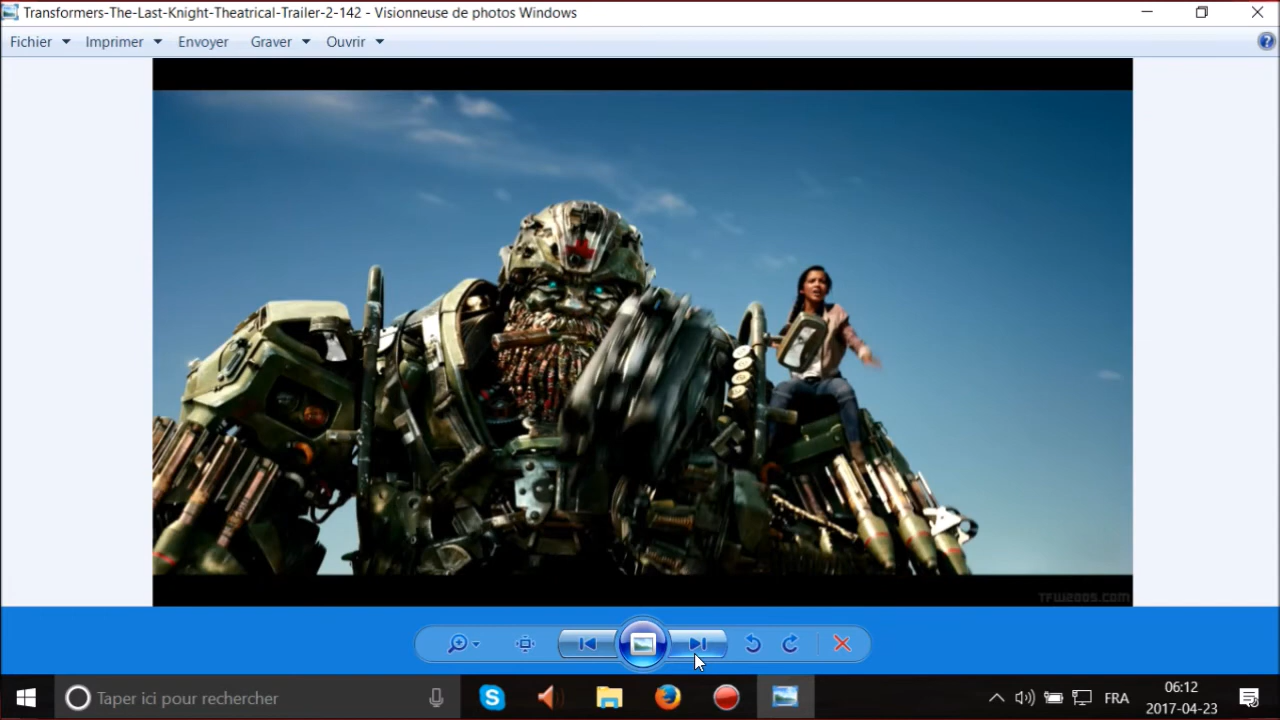 Transformers-The-Last-Knight-Theatrical-Trailer-2-142 - Visionneuse de photos Windows
Fichier Imprimer Envoyer Graver Ouvrir
TFW2005.COM
Taper ici pour rechercher
FRA
06:12
2017-04-23